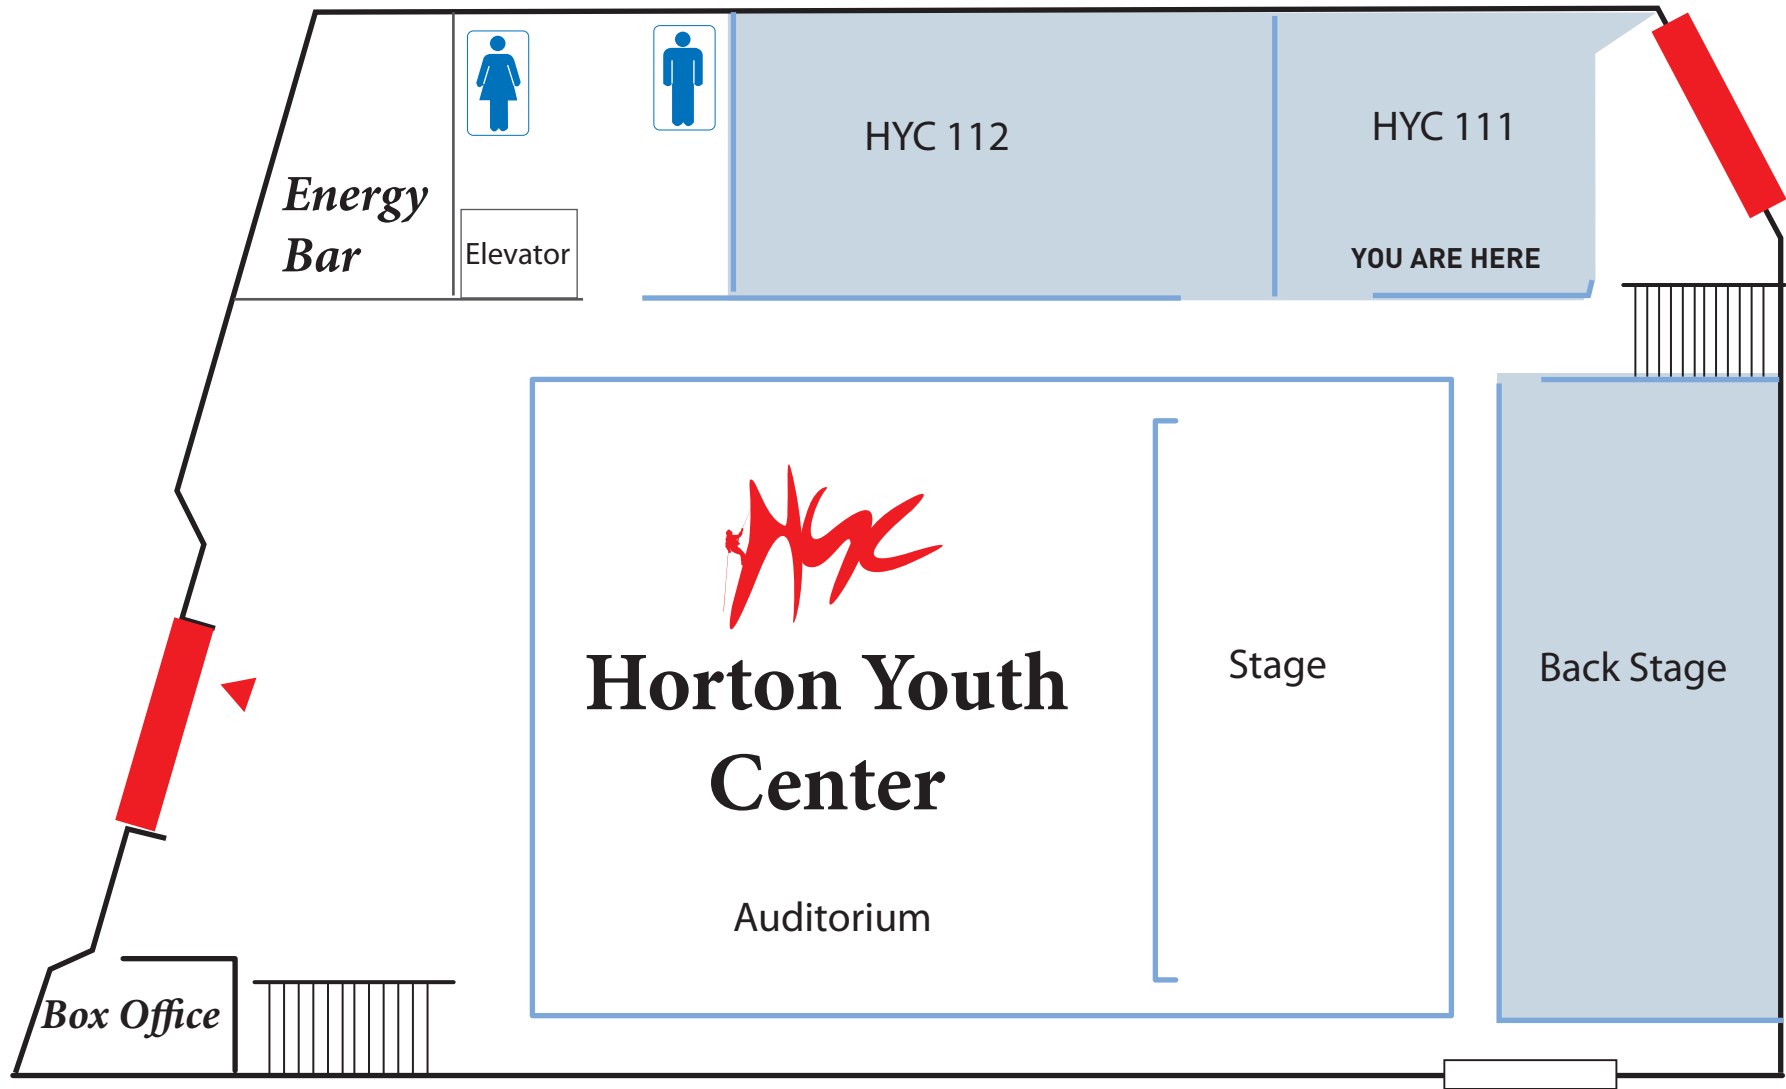 HYC 112
HYC 111
Energy
Bar
Elevator
YOU ARE HERE
HYC
Horton Youth
Center
Stage
Back Stage
Auditorium
Box Office